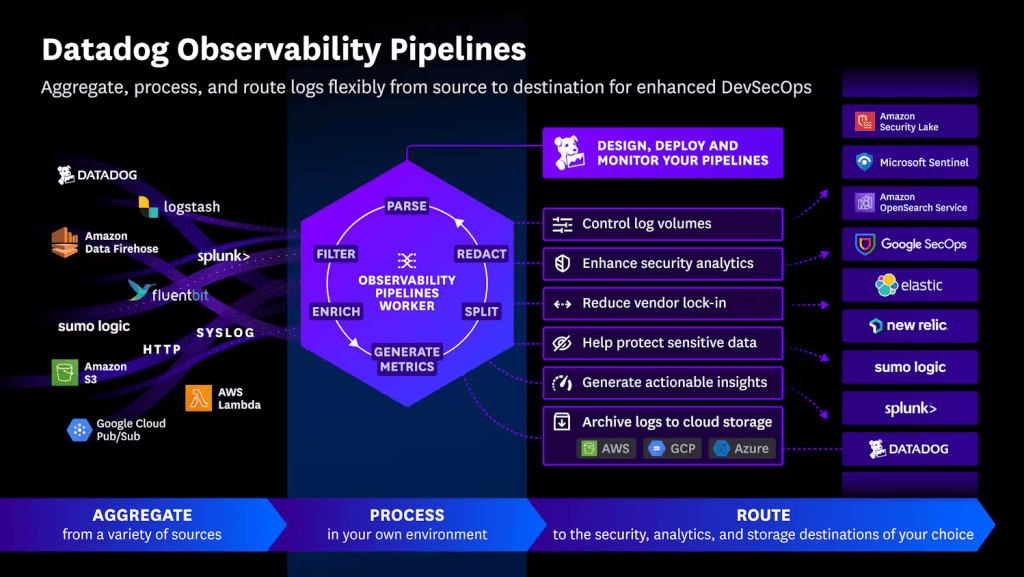 Datadog Observability Pipelines
Aggregate, process, and route logs flexibly from source to destination for enhanced DevSecOps
DATADOG
logstash
Amazon
Data Firehose
splunk>
fluentbit
sumo logic
SYSLOG
HTTP
Amazon
S3
AWS
Lambda
Google Cloud
Pub/Sub
PARSE
FILTER
REDACT
OBSERVABILITY
PIPELINES
WORKER
ENRICH
SPLIT
GENERATE
METRICS
DESIGN, DEPLOY AND
MONITOR YOUR PIPELINES
Control log volumes
Enhance security analytics
Reduce vendor lock-in
Help protect sensitive data
Generate actionable insights
Archive logs to cloud storage
AWS
GCP
Azure
Amazon
Security Lake
Microsoft Sentinel
Amazon
OpenSearch Service
Google SecOps
elastic
new relic
sumo logic
splunk>
DATADOG
AGGREGATE
from a variety of sources
PROCESS
in your own environment
ROUTE
to the security, analytics, and storage destinations of your choice